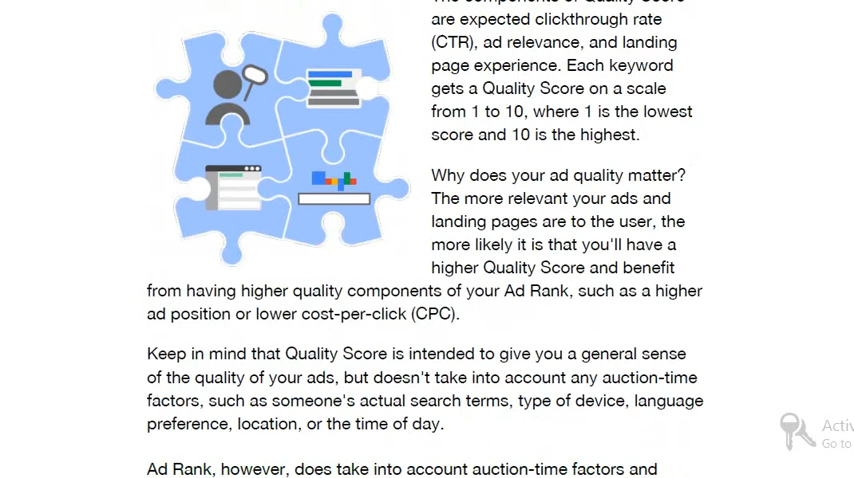 The components of Quality Score
are expected clickthrough rate
(CTR), ad relevance, and landing
page experience. Each keyword
gets a Quality Score on a scale
from 1 to 10, where 1 is the lowest
score and 10 is the highest.
Why does your ad quality matter?
The more relevant your ads and
landing pages are to the user, the
more likely it is that you'll have a
higher Quality Score and benefit
from having higher quality components of your Ad Rank, such as a higher
ad position or lower cost-per-click (CPC).
Keep in mind that Quality Score is intended to give you a general sense
of the quality of your ads, but doesn't take into account any auction-time
factors, such as someone's actual search terms, type of device, language
preference, location, or the time of day.
Ad Rank, however, does take into account auction-time factors and
Activ
Go to